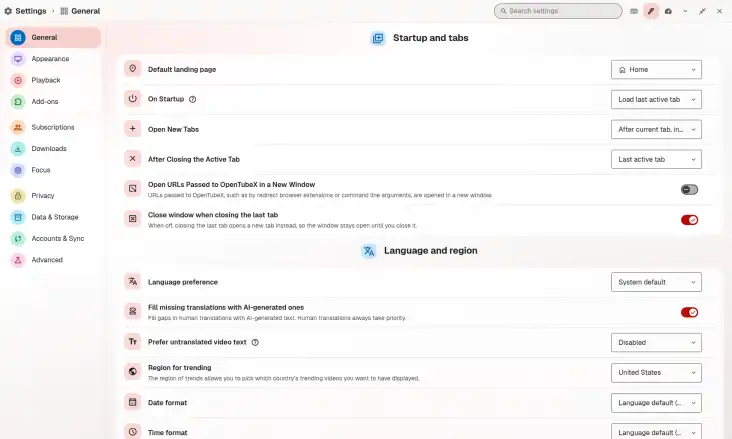 Settings › General
Search settings
General
Appearance
Playback
Add-ons
Subscriptions
Downloads
Focus
Privacy
Data & Storage
Accounts & Sync
Advanced
Startup and tabs
Default landing page
Home
On Startup
Load last active tab
Open New Tabs
After current tab, in...
After Closing the Active Tab
Last active tab
Open URLs Passed to OpenTubeX in a New Window
URLs passed to OpenTubeX, such as by redirect browser extensions or command line arguments, are opened in a new window.
Close window when closing the last tab
When off, closing the last tab opens a new tab instead, so the window stays open until you close it.
Language and region
Language preference
System default
Fill missing translations with AI-generated ones
Fill gaps in human translations with AI-generated text. Human translations always take priority.
Prefer untranslated video text
Disabled
Region for trending
The region of trends allows you to pick which country's trending videos you want to have displayed.
United States
Date format
Language default (...
Time format
Language default (...